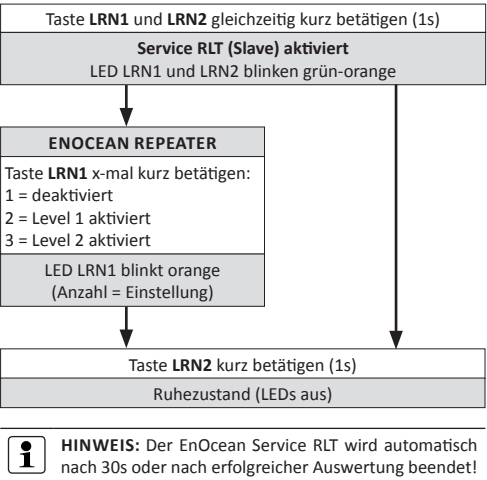 Taste LRN1 und LRN2 gleichzeitig kurz betätigen (1s)
Service RLT (Slave) aktiviert
LED LRN1 und LRN2 blinken grün-orange
ENOCEAN REPEATER
Taste LRN1 x-mal kurz betätigen:
1 = deaktiviert
2 = Level 1 aktiviert
3 = Level 2 aktiviert
LED LRN1 blinkt orange
(Anzahl = Einstellung)
Taste LRN2 kurz betätigen (1s)
Ruhezustand (LEDs aus)
HINWEIS: Der EnOcean Service RLT wird automatisch
nach 30s oder nach erfolgreicher Auswertung beendet!